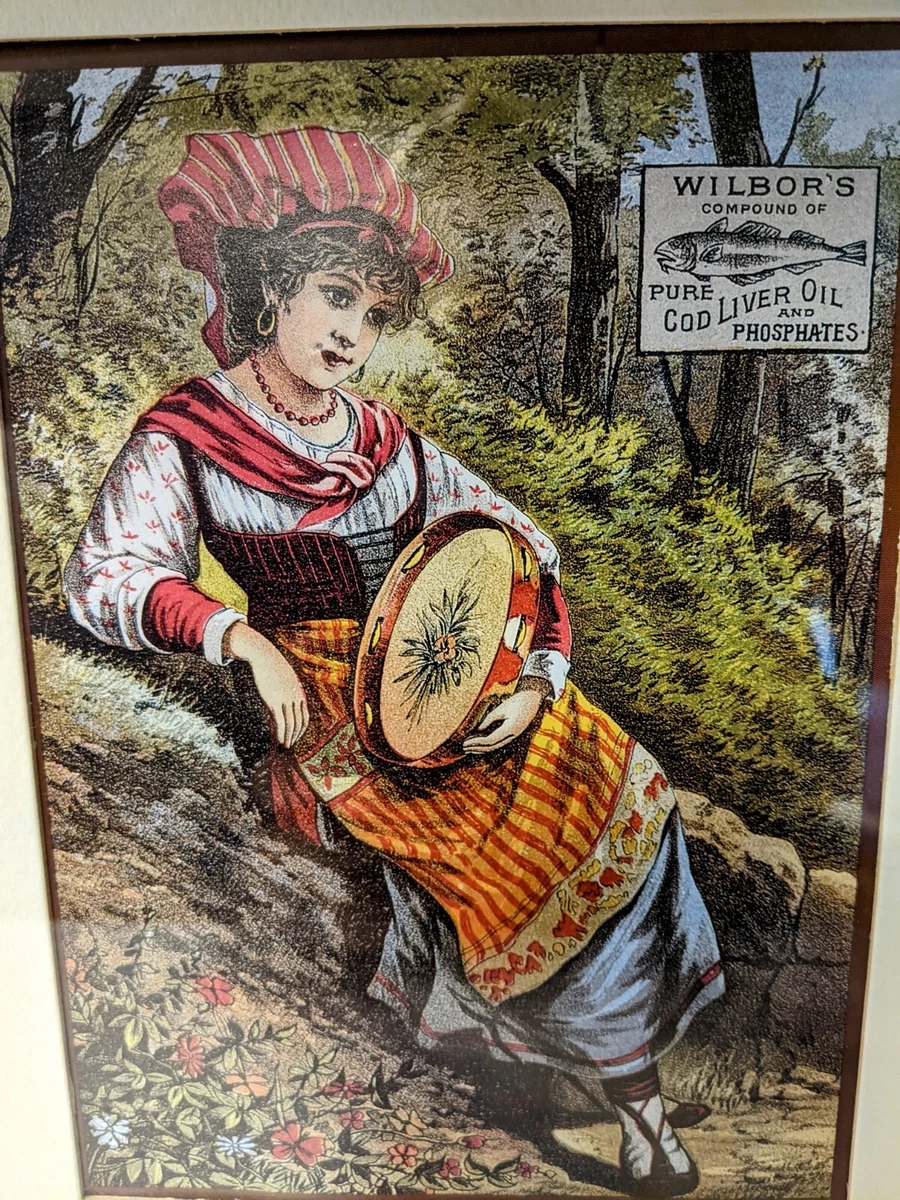 WILBOR'S
COMPOUND OF
PURE
COD LIVER OIL
AND
PHOSPHATES.